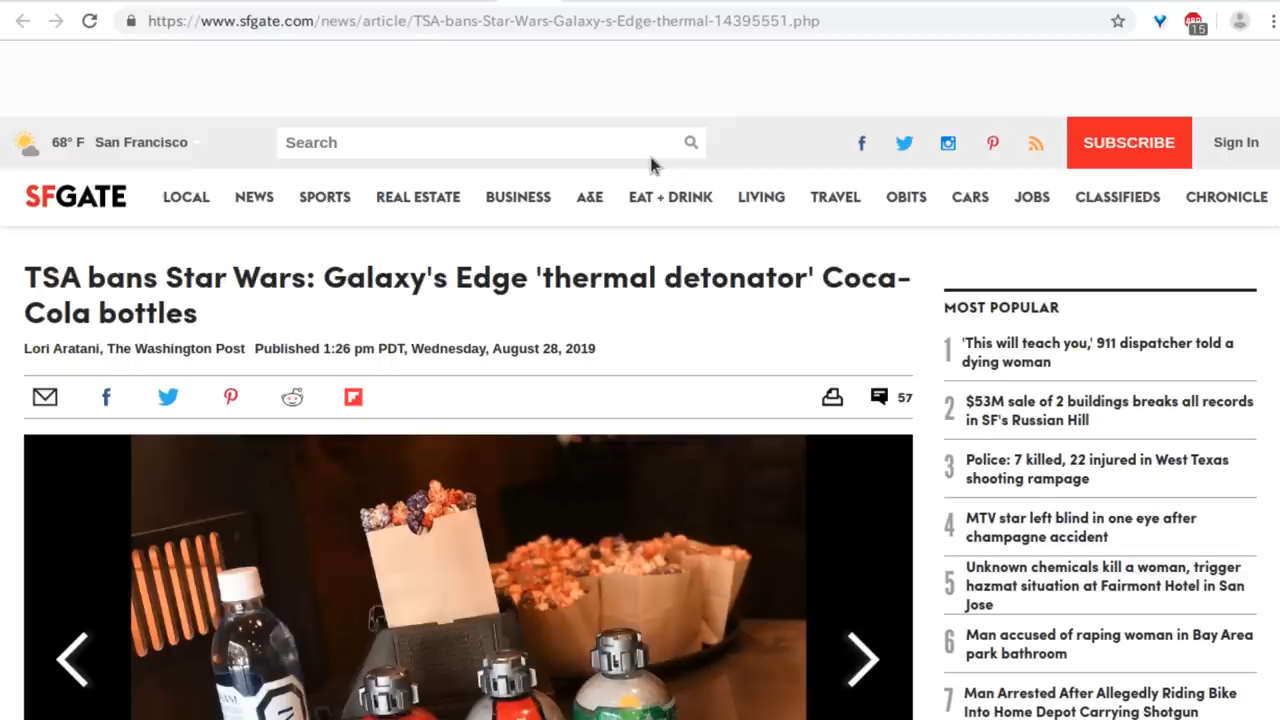 https://www.sfgate.com/news/article/TSA-bans-Star-Wars-Galaxy-s-Edge-thermal-14395551.php
15
68° F San Francisco
Search
SUBSCRIBE
Sign In
SFGATE
LOCAL NEWS SPORTS REAL ESTATE BUSINESS A&E EAT + DRINK LIVING TRAVEL OBITS CARS JOBS CLASSIFIEDS CHRONICLE
TSA bans Star Wars: Galaxy's Edge 'thermal detonator' Coca-
Cola bottles
Lori Aratani, The Washington Post Published 1:26 pm PDT, Wednesday, August 28, 2019
57
MOST POPULAR
1 'This will teach you,' 911 dispatcher told a
dying woman
2 $53M sale of 2 buildings breaks all records
in SF's Russian Hill
3 Police: 7 killed, 22 injured in West Texas
shooting rampage
4 MTV star left blind in one eye after
champagne accident
5 Unknown chemicals kill a woman, trigger
hazmat situation at Fairmont Hotel in San
Jose
6 Man accused of raping woman in Bay Area
park bathroom
7 Man Arrested After Allegedly Riding Bike
Into Home Depot Carrying Shotgun